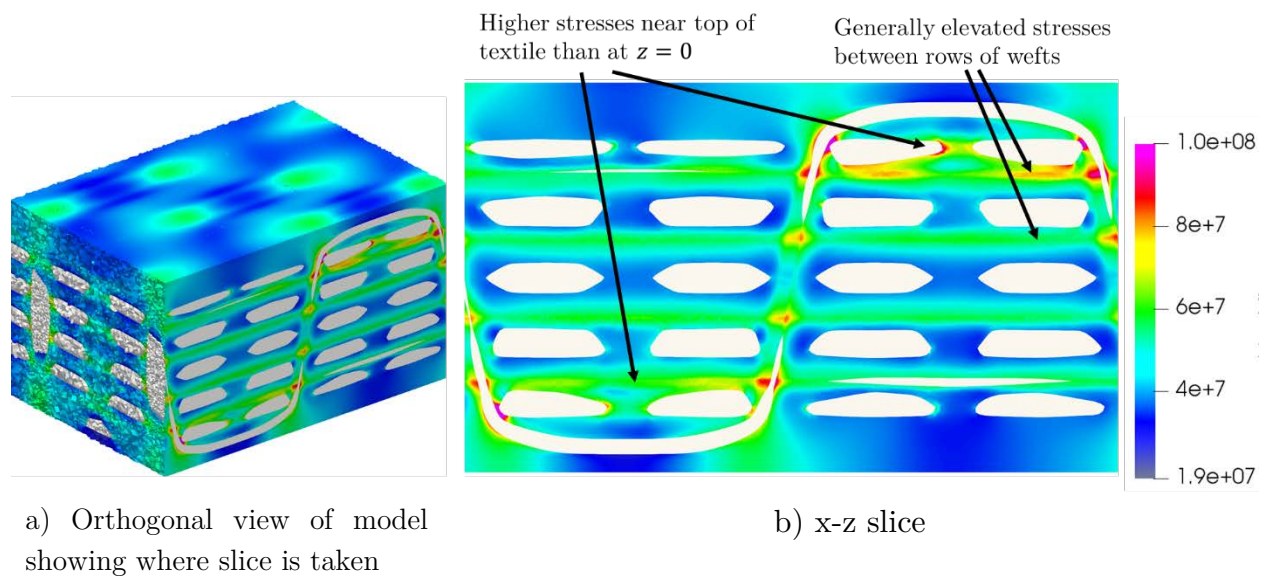 Higher stresses near top of
textile than at z = 0
Generally elevated stresses
between rows of wefts
1.0e+08
8e+7
6e+7
4e+7
1.9e+07
a) Orthogonal view of model
showing where slice is taken
b) x-z slice